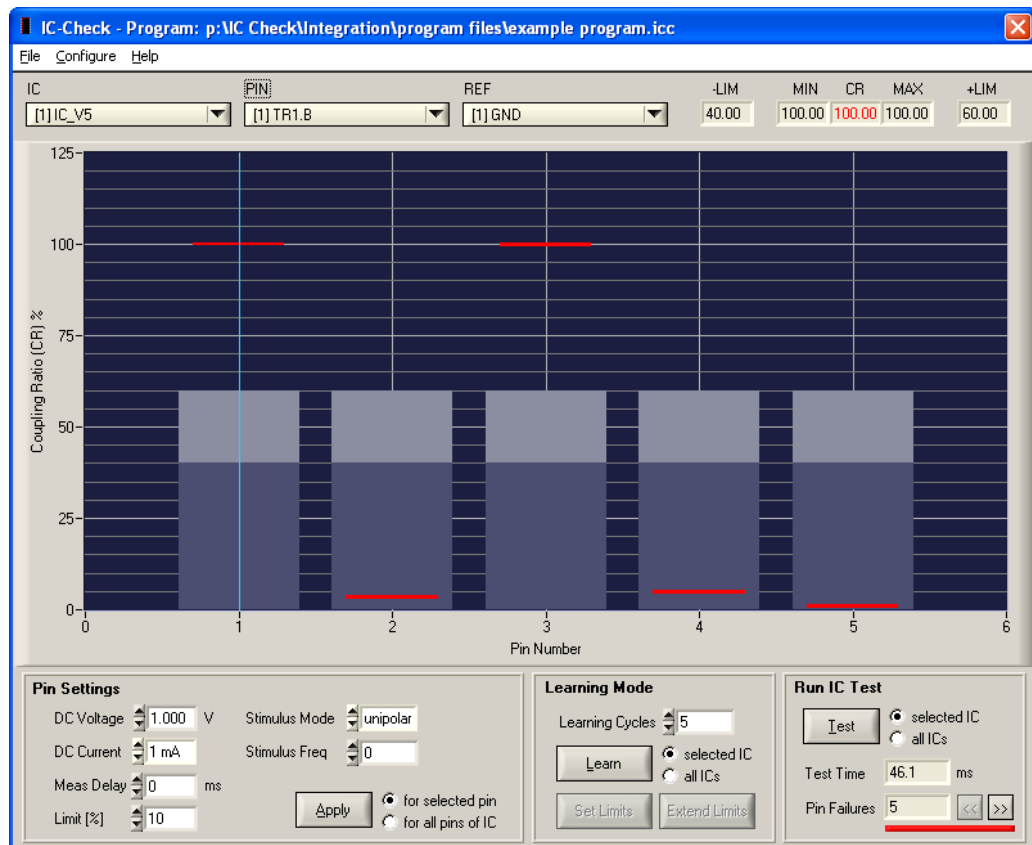 IC-Check - Program: p:\IC Check\Integration\program files\example program.icc
File Configure Help
IC PIN REF -LIM MIN CR MAX +LIM
[1] IC_V5 [1] TR1.B [1] GND 40.00 100.00 100.00 100.00 60.00
125
100
75
50
25
0
Coupling Ratio (CR) %
0 1 2 3 4 5 6
Pin Number
Pin Settings
DC Voltage 1.000 V Stimulus Mode unipolar
DC Current 1 mA Stimulus Freq 0
Meas Delay 0 ms
Limit [%] 10
Apply
for selected pin
for all pins of IC
Learning Mode
Learning Cycles 5
Learn
selected IC
all ICs
Set Limits Extend Limits
Run IC Test
Test
selected IC
all ICs
Test Time 46.1 ms
Pin Failures 5 << >>